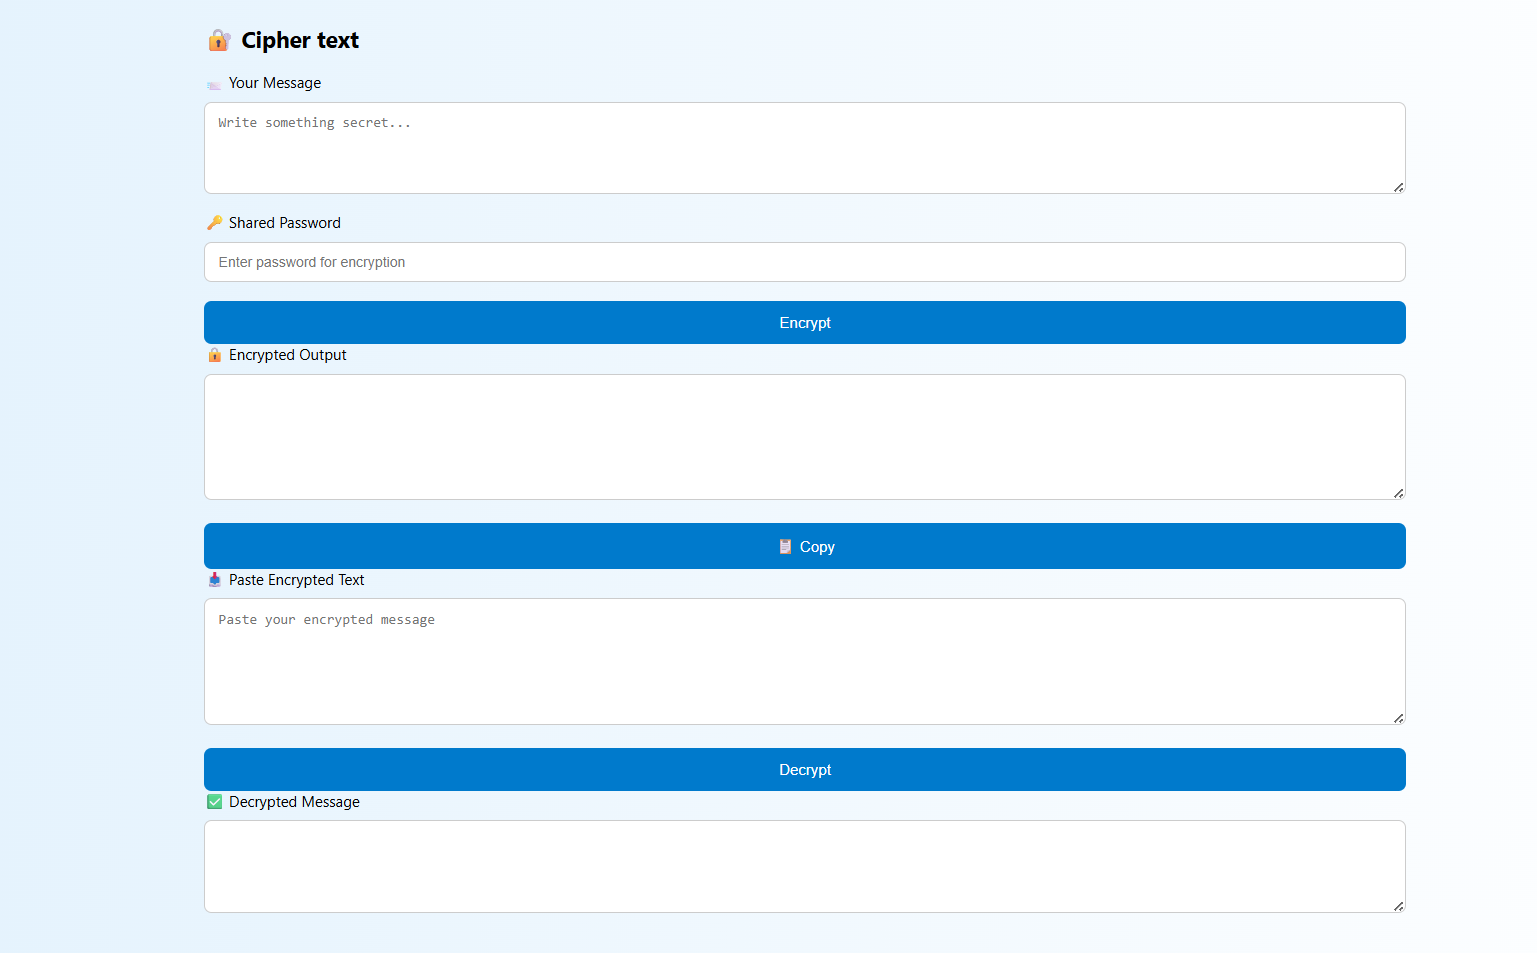 🔐 Cipher text
📨 Your Message
Write something secret...
🔑 Shared Password
Enter password for encryption
Encrypt
🔒 Encrypted Output
📋 Copy
📥 Paste Encrypted Text
Paste your encrypted message
Decrypt
✅ Decrypted Message